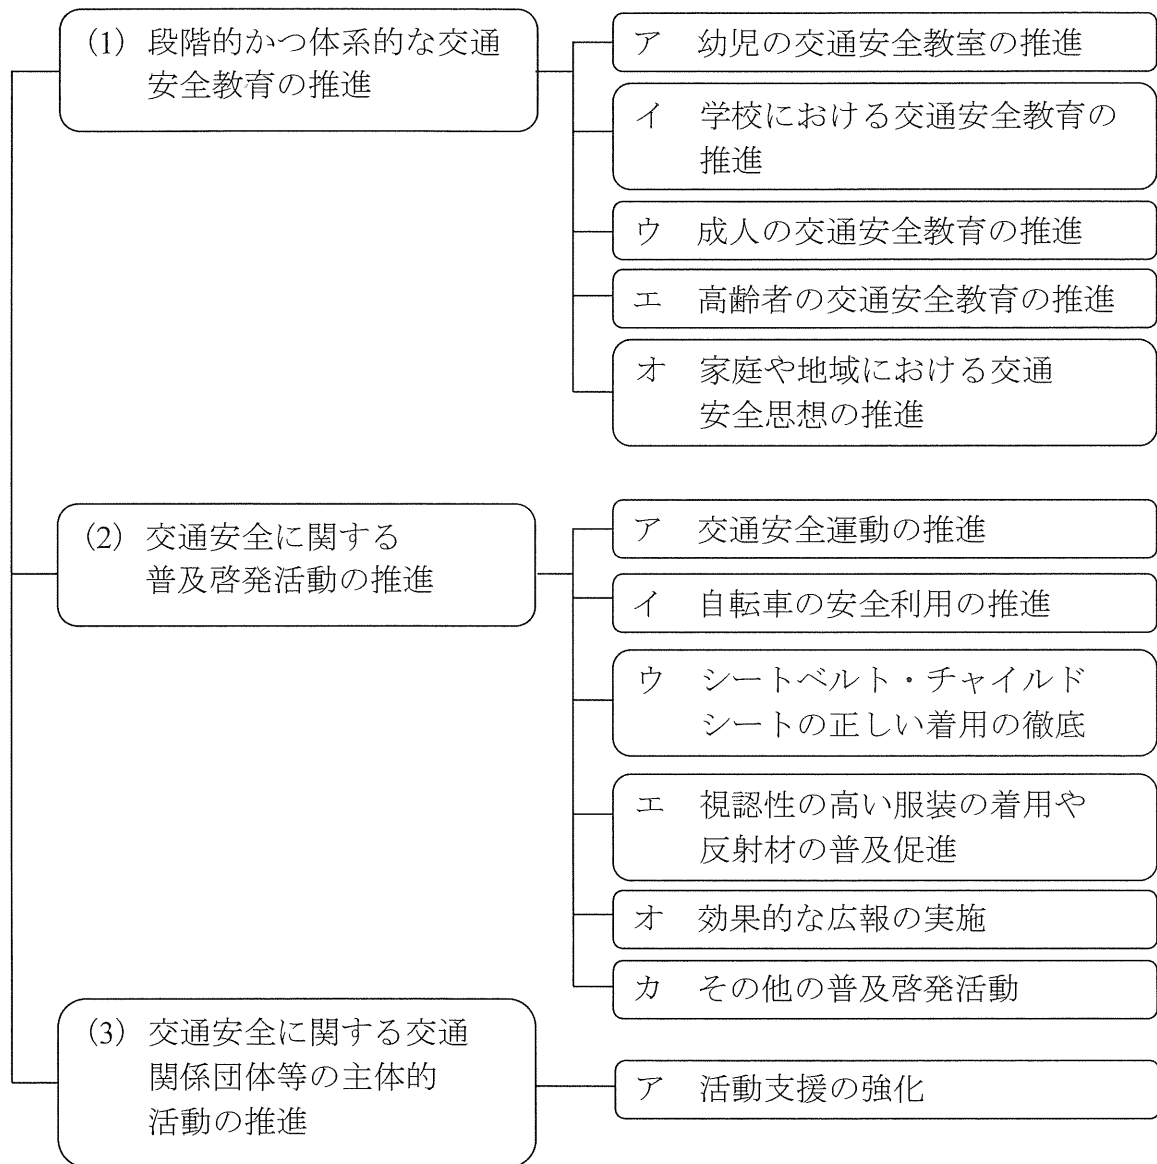 (1) 段階的かつ体系的な交通
安全教育の推進
ア 幼児の交通安全教室の推進
イ 学校における交通安全教育の
推進
ウ 成人の交通安全教育の推進
エ 高齢者の交通安全教育の推進
オ 家庭や地域における交通
安全思想の推進
(2) 交通安全に関する
普及啓発活動の推進
ア 交通安全運動の推進
イ 自転車の安全利用の推進
ウ シートベルト・チャイルド
シートの正しい着用の徹底
エ 視認性の高い服装の着用や
反射材の普及促進
オ 効果的な広報の実施
カ その他の普及啓発活動
(3) 交通安全に関する交通
関係団体等の主体的
活動の推進
ア 活動支援の強化